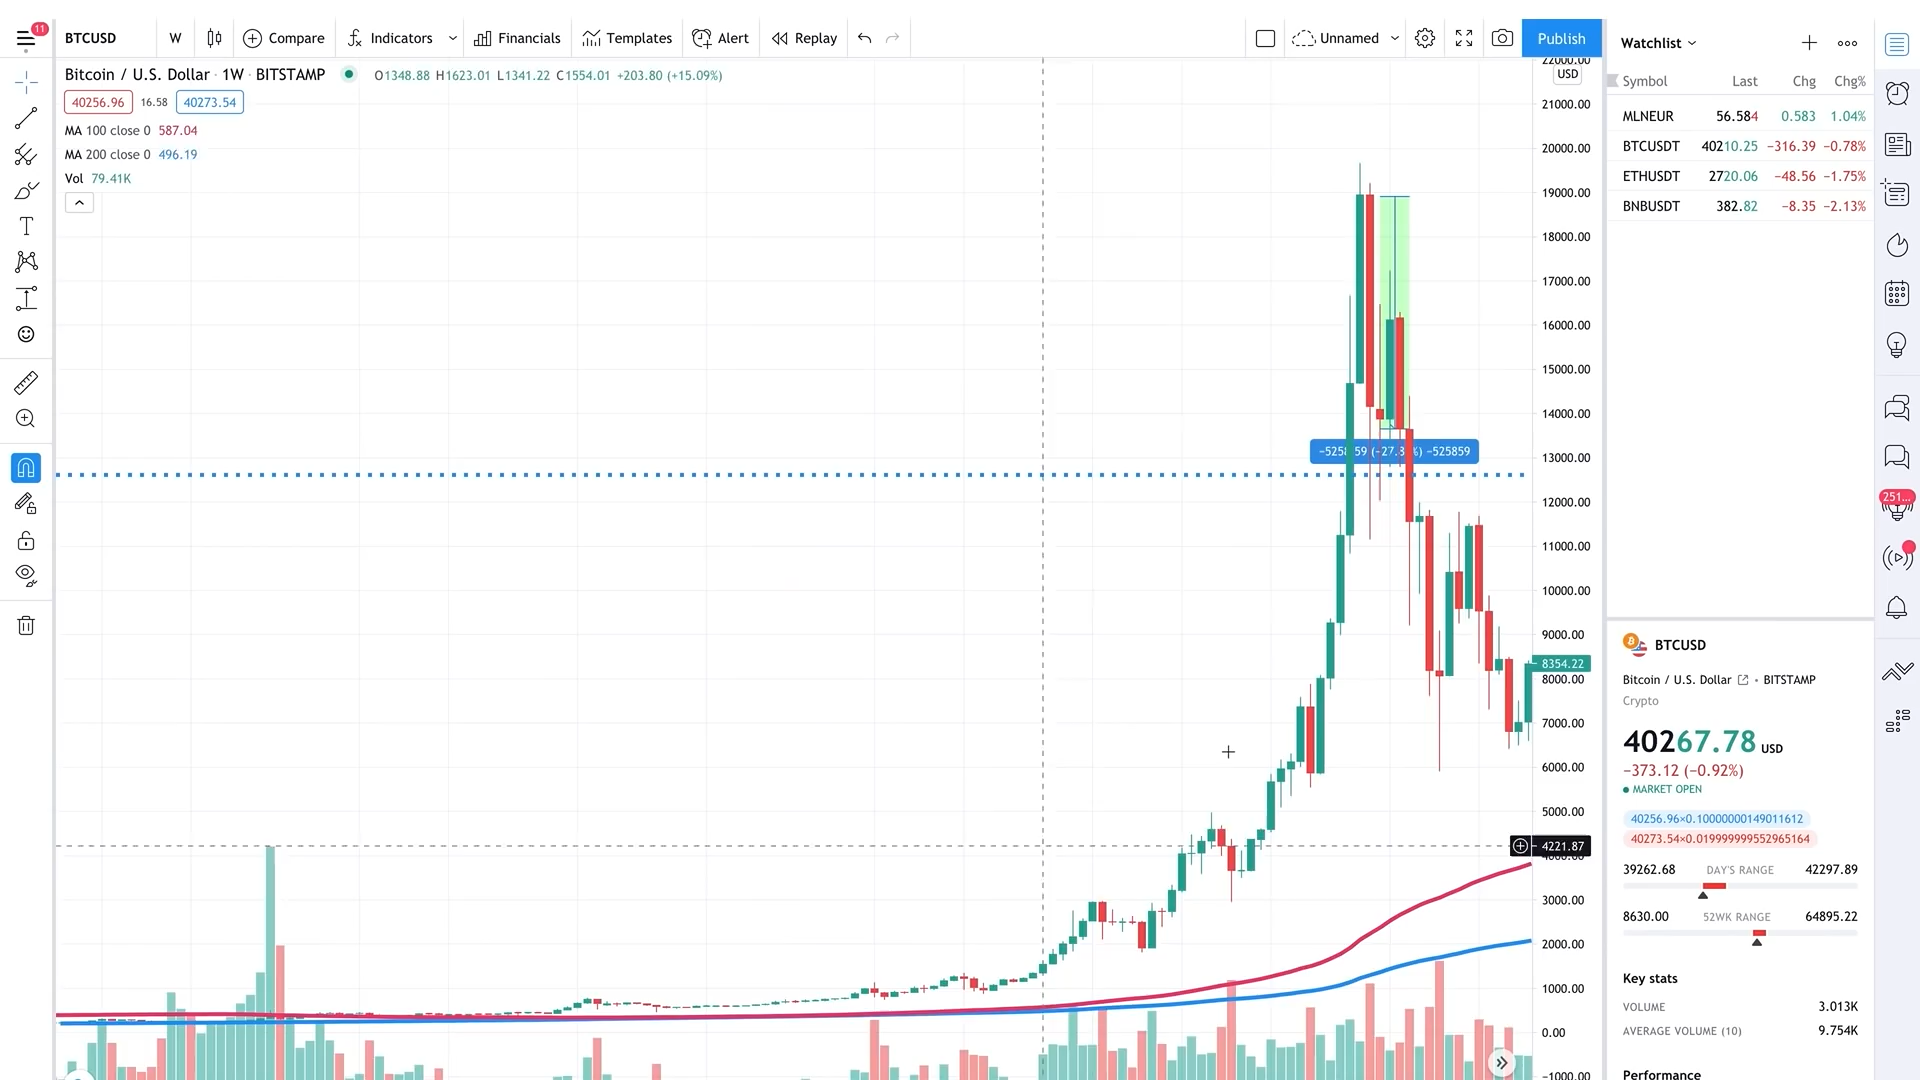 11
BTCUSD
W
Compare
Indicators
Financials
Templates
Alert
Replay
Unnamed
Publish
Bitcoin / U.S. Dollar · 1W · BITSTAMP
O1348.88 H1623.01 L1341.22 C1554.01 +203.80 (+15.09%)
40256.96 16.58 40273.54
MA 100 close 0 587.04
MA 200 close 0 496.19
Vol 79.41K
22000.00
USD
21000.00
20000.00
19000.00
18000.00
17000.00
16000.00
15000.00
14000.00
13000.00
12000.00
11000.00
10000.00
9000.00
8354.22
8000.00
7000.00
6000.00
5000.00
4221.87
4000.00
3000.00
2000.00
1000.00
0.00
-1000.00
−525859
Watchlist
Symbol Last Chg Chg%
MLNEUR 56.584 0.583 1.04%
BTCUSDT 40210.25 −316.39 −0.78%
ETHUSDT 2720.06 −48.56 −1.75%
BNBUSDT 382.82 −8.35 −2.13%
251...
BTCUSD
Bitcoin / U.S. Dollar • BITSTAMP
Crypto
40267.78 USD
−373.12 (−0.92%)
MARKET OPEN
40256.96×0.10000000149011612
40273.54×0.019999999552965164
39262.68 DAY'S RANGE 42297.89
8630.00 52WK RANGE 64895.22
Key stats
VOLUME 3.013K
AVERAGE VOLUME (10) 9.754K
Performance